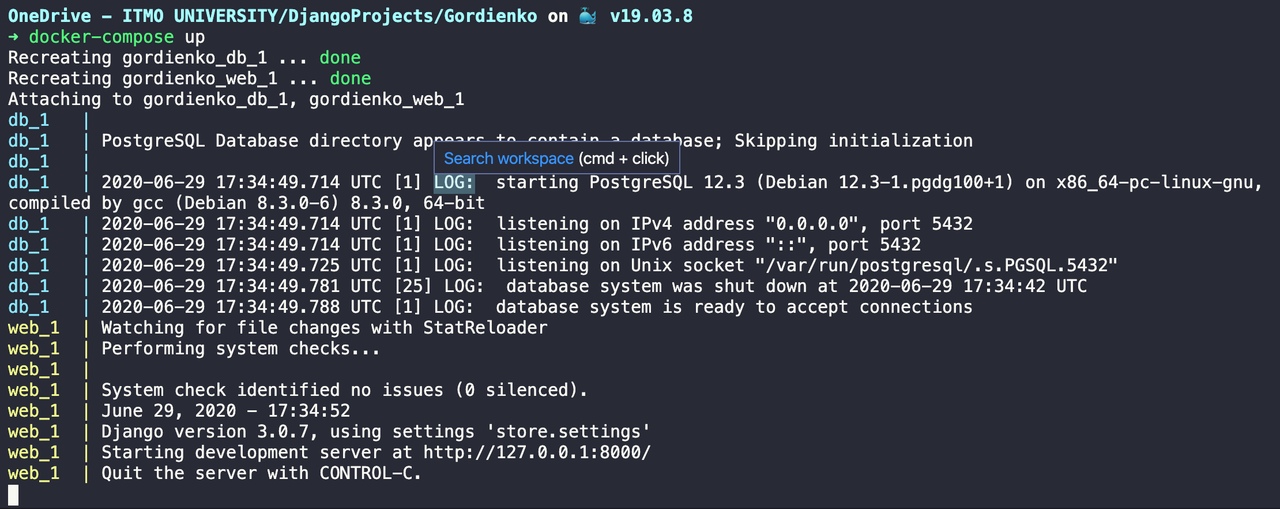 OneDrive - ITMO UNIVERSITY/DjangoProjects/Gordienko on 🐳 v19.03.8
→ docker-compose up
Recreating gordienko_db_1 ... done
Recreating gordienko_web_1 ... done
Attaching to gordienko_db_1, gordienko_web_1
db_1   |
db_1   | PostgreSQL Database directory appears to contain a database; Skipping initialization
Search workspace (cmd + click)
db_1   |
db_1   | 2020-06-29 17:34:49.714 UTC [1] LOG:  starting PostgreSQL 12.3 (Debian 12.3-1.pgdg100+1) on x86_64-pc-linux-gnu,
compiled by gcc (Debian 8.3.0-6) 8.3.0, 64-bit
db_1   | 2020-06-29 17:34:49.714 UTC [1] LOG:  listening on IPv4 address "0.0.0.0", port 5432
db_1   | 2020-06-29 17:34:49.714 UTC [1] LOG:  listening on IPv6 address "::", port 5432
db_1   | 2020-06-29 17:34:49.725 UTC [1] LOG:  listening on Unix socket "/var/run/postgresql/.s.PGSQL.5432"
db_1   | 2020-06-29 17:34:49.781 UTC [25] LOG:  database system was shut down at 2020-06-29 17:34:42 UTC
db_1   | 2020-06-29 17:34:49.788 UTC [1] LOG:  database system is ready to accept connections
web_1  | Watching for file changes with StatReloader
web_1  | Performing system checks...
web_1  |
web_1  | System check identified no issues (0 silenced).
web_1  | June 29, 2020 - 17:34:52
web_1  | Django version 3.0.7, using settings 'store.settings'
web_1  | Starting development server at http://127.0.0.1:8000/
web_1  | Quit the server with CONTROL-C.